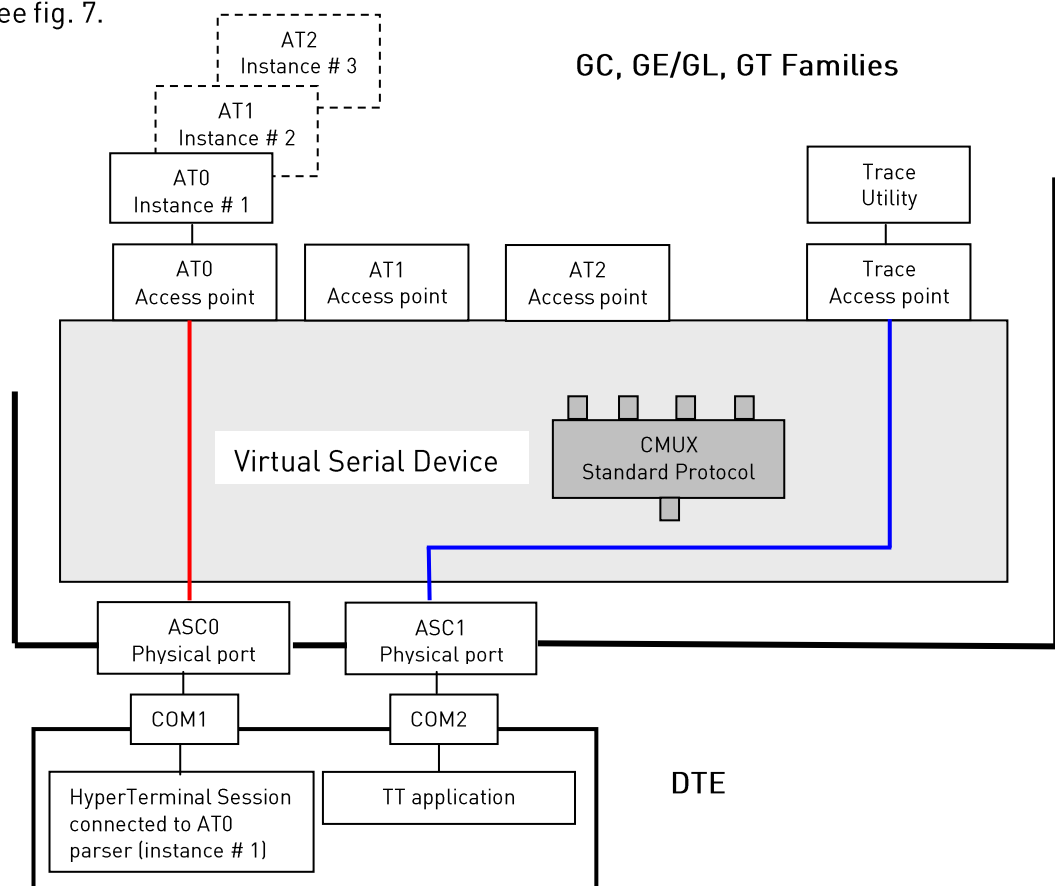 ee fig. 7.
AT2
Instance # 3
GC, GE/GL, GT Families
AT1
Instance # 2
AT0
Instance # 1
Trace
Utility
AT0
Access point
AT1
Access point
AT2
Access point
Trace
Access point
CMUX
Standard Protocol
Virtual Serial Device
ASC0
Physical port
ASC1
Physical port
COM1
COM2
HyperTerminal Session
connected to AT0
parser (instance # 1)
TT application
DTE